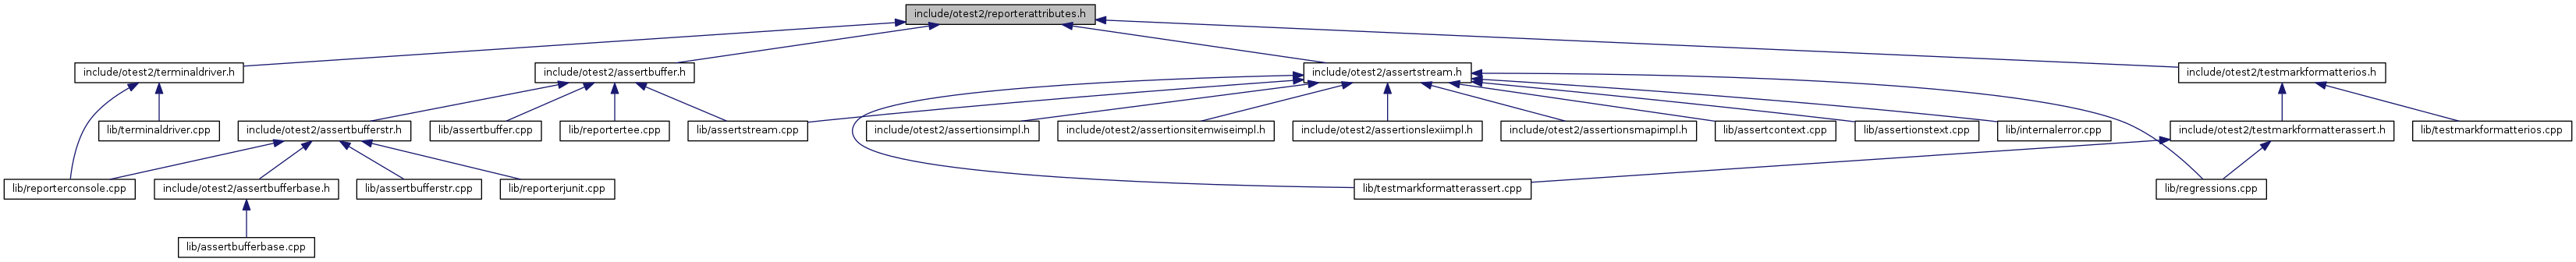 include/otest2/reporterattributes.h
include/otest2/terminaldriver.h
include/otest2/assertbuffer.h
include/otest2/assertstream.h
include/otest2/testmarkformatterios.h
lib/terminaldriver.cpp
include/otest2/assertbufferstr.h
lib/assertbuffer.cpp
lib/reportertee.cpp
lib/assertstream.cpp
include/otest2/assertionsimpl.h
include/otest2/assertionsitemwiseimpl.h
include/otest2/assertionslexiimpl.h
include/otest2/assertionsmapimpl.h
lib/assertcontext.cpp
lib/assertionstext.cpp
lib/internalerror.cpp
include/otest2/testmarkformatterassert.h
lib/testmarkformatterios.cpp
lib/reporterconsole.cpp
include/otest2/assertbufferbase.h
lib/assertbufferstr.cpp
lib/reporterjunit.cpp
lib/testmarkformatterassert.cpp
lib/regressions.cpp
lib/assertbufferbase.cpp